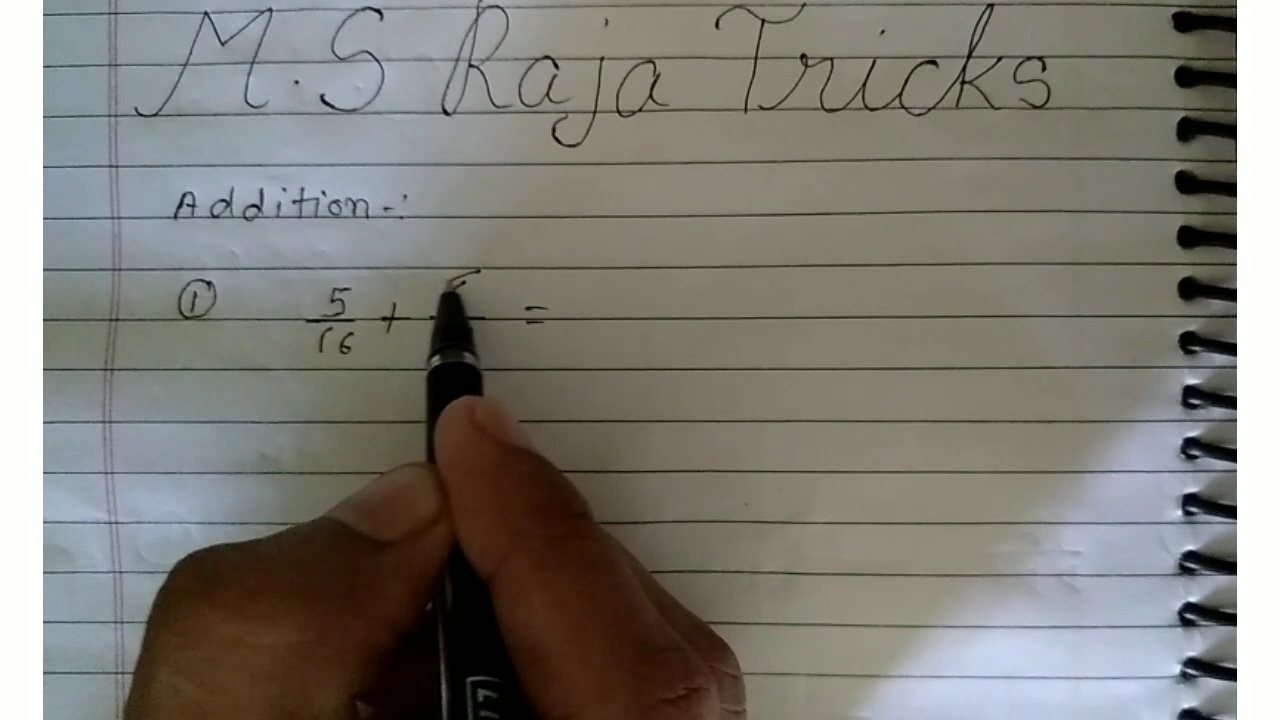 M.S Raja Tricks
Addition-:
① 5/16 + =